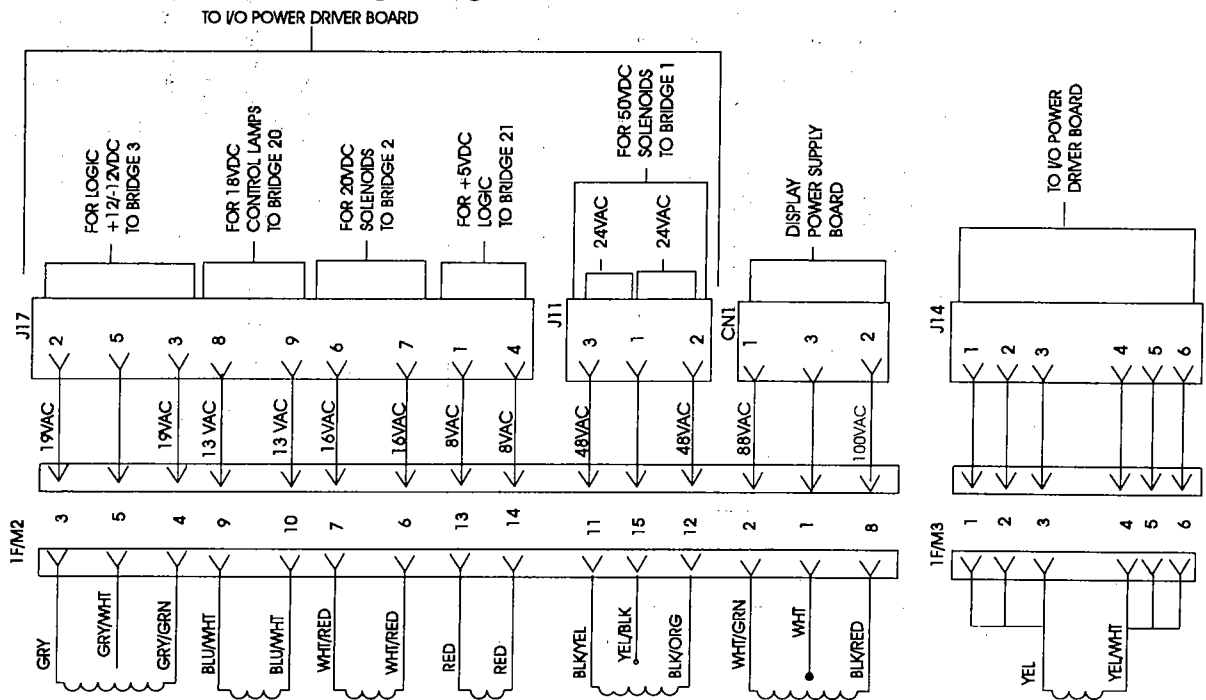 TO I/O POWER DRIVER BOARD
FOR LOGIC
+12/-12VDC
TO BRIDGE 3
FOR 18VDC
CONTROL LAMPS
TO BRIDGE 20
FOR 20VDC
SOLENOIDS
TO BRIDGE 2
FOR +5VDC
LOGIC
TO BRIDGE 21
FOR 50VDC
SOLENOIDS
TO BRIDGE 1
24VAC
24VAC
DISPLAY
POWER SUPPLY
BOARD
TO I/O POWER
DRIVER BOARD
J17
2 5 3 8 9 6 7 1 4
J11
3 1 2
CN1
1 3 2
J14
1 2 3 4 5 6
19VAC 19VAC 13 VAC 13 VAC 16VAC 16VAC 8VAC 8VAC 48VAC 48VAC 88VAC 100VAC
1F/M2
3 5 4 9 10 7 6 13 14 11 15 12 2 1 8
1F/M3
1 2 3 4 5 6
GRY GRY/WHT GRY/GRN BLU/WHT BLU/WHT WHT/RED WHT/RED RED RED BLK/YEL YEL/BLK BLK/ORG WHT/GRN WHT BLK/RED YEL YEL/WHT